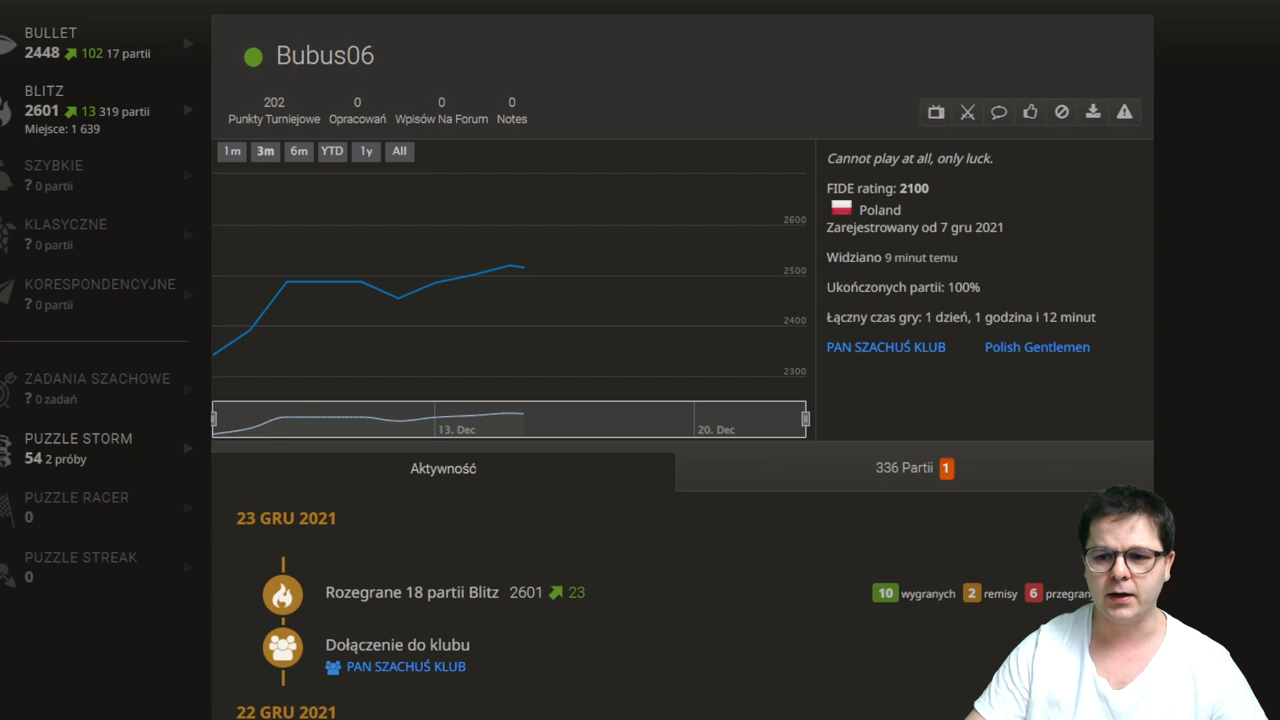 BULLET
2448 102 17 partii
BLITZ
2601 13 319 partii
Miejsce: 1 639
SZYBKIE
? 0 partii
KLASYCZNE
? 0 partii
KORESPONDENCYJNE
? 0 partii
ZADANIA SZACHOWE
? 0 zadań
PUZZLE STORM
54 2 próby
PUZZLE RACER
0
PUZZLE STREAK
0
Bubus06
202 0 0 0
Punkty Turniejowe Opracowań Wpisów Na Forum Notes
1m 3m 6m YTD 1y All
2600
2500
2400
2300
13. Dec 20. Dec
Cannot play at all, only luck.
FIDE rating: 2100
Poland
Zarejestrowany od 7 gru 2021
Widziano 9 minut temu
Ukończonych partii: 100%
Łączny czas gry: 1 dzień, 1 godzina i 12 minut
PAN SZACHUŚ KLUB Polish Gentlemen
Aktywność 336 Partii 1
23 GRU 2021
Rozegrane 18 partii Blitz 2601 23 10 wygranych 2 remisy 6
Dołączenie do klubu
PAN SZACHUŚ KLUB
22 GRU 2021